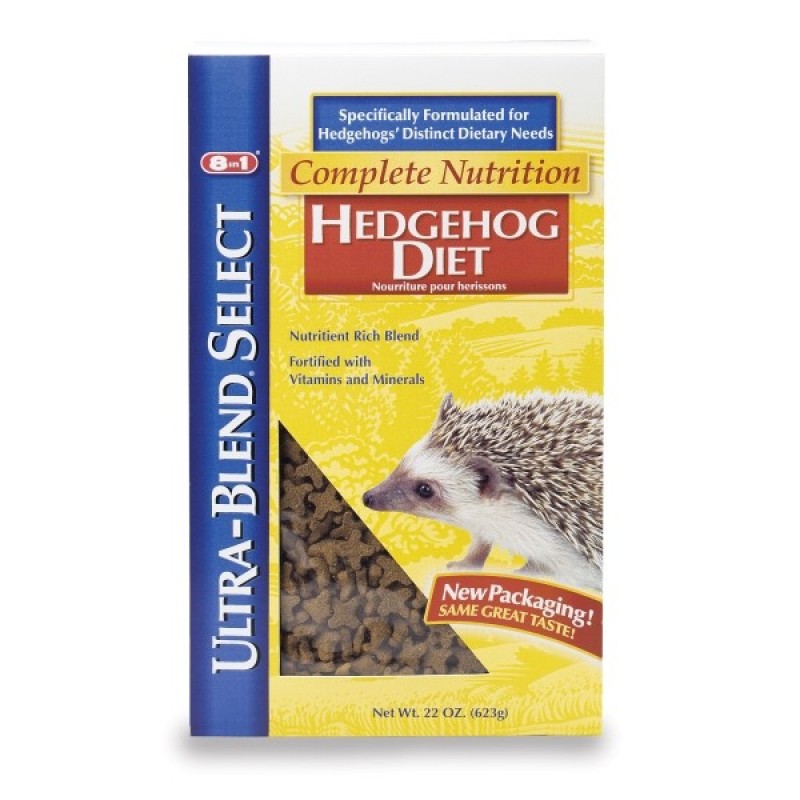 Specifically Formulated for
Hedgehogs' Distinct Dietary Needs
8in1®
Complete Nutrition
HEDGEHOG
DIET
Nourriture pour herissons
ULTRA-BLEND® SELECT
Nutritient Rich Blend
Fortified with
Vitamins and Minerals
New Packaging!
SAME GREAT TASTE!
Net Wt. 22 OZ. (623g)